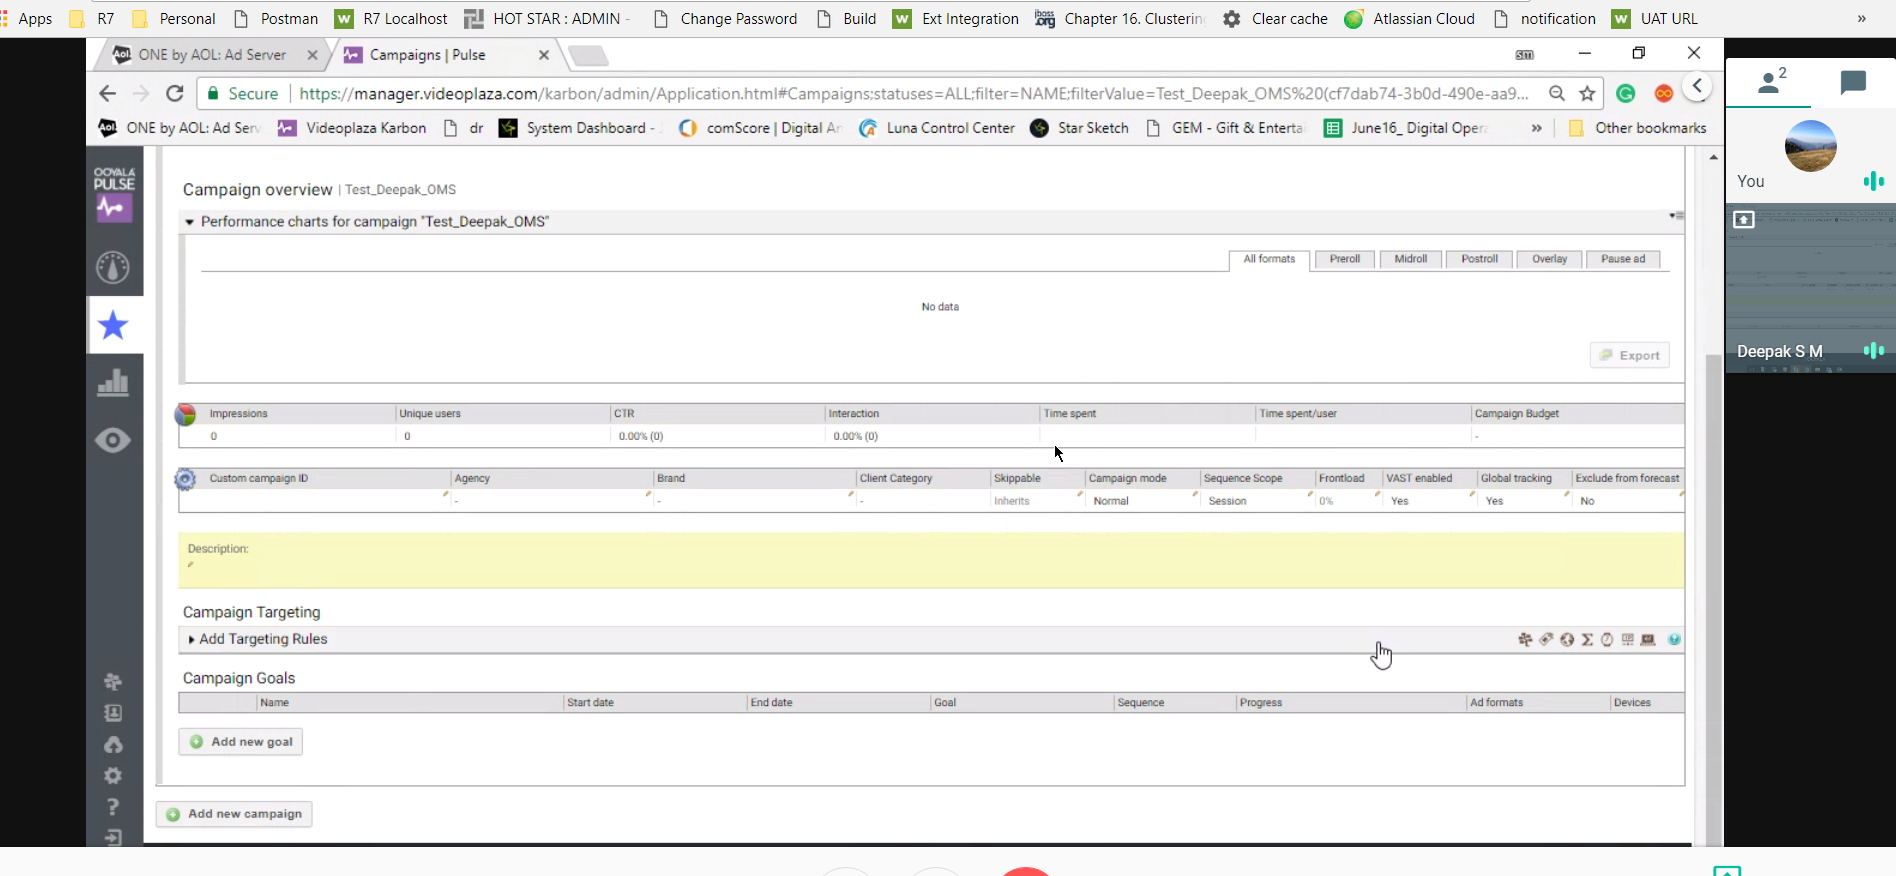 Apps R7 Personal Postman R7 Localhost HOT STAR : ADMIN - Change Password Build Ext Integration Chapter 16. Clustering Clear cache Atlassian Cloud notification UAT URL »
Aol. ONE by AOL: Ad Server Campaigns | Pulse
Secure https://manager.videoplaza.com/karbon/admin/Application.html#Campaigns;statuses=ALL;filter=NAME;filterValue=Test_Deepak_OMS%20(cf7dab74-3b0d-490e-aa9...
Aol. ONE by AOL: Ad Serv Videoplaza Karbon dr System Dashboard - comScore | Digital An Luna Control Center Star Sketch GEM - Gift & Enterta June16_ Digital Oper » Other bookmarks
2
You
Deepak S M
OOYALA
PULSE
Campaign overview | Test_Deepak_OMS
Performance charts for campaign "Test_Deepak_OMS"
All formats Preroll Midroll Postroll Overlay Pause ad
No data
Export
Impressions Unique users CTR Interaction Time spent Time spent/user Campaign Budget
0 0 0.00% (0) 0.00% (0) -
Custom campaign ID Agency Brand Client Category Skippable Campaign mode Sequence Scope Frontload VAST enabled Global tracking Exclude from forecast
- - - Inherits Normal Session 0% Yes Yes No
Description:
Campaign Targeting
Add Targeting Rules
Campaign Goals
Name Start date End date Goal Sequence Progress Ad formats Devices
Add new goal
Add new campaign